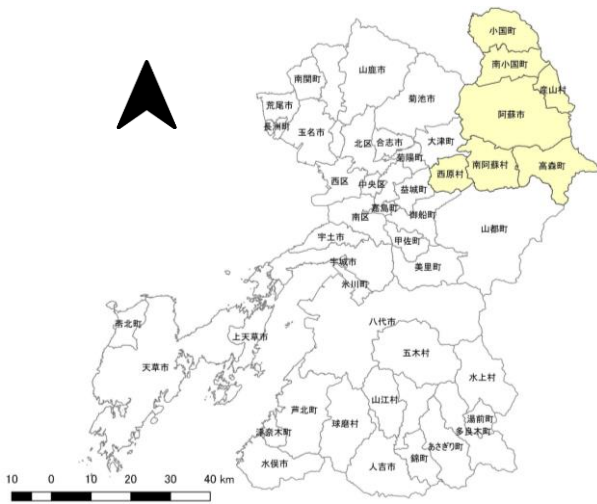 小国町
南小国町
産山村
阿蘇市
山鹿市
菊池市
南関町
荒尾市
長洲町
玉名市
北区
合志市
大津町
菊陽町
西原村
南阿蘇村
高森町
西区
中央区
益城町
嘉島町
南区
御船町
山都町
宇土市
甲佐町
宇城市
美里町
氷川町
八代市
苓北町
上天草市
天草市
五木村
水上村
山江村
芦北町
湯前町
多良木町
津奈木町
球磨村
あさぎり町
錦町
水俣市
人吉市
10 0 10 20 30 40 km